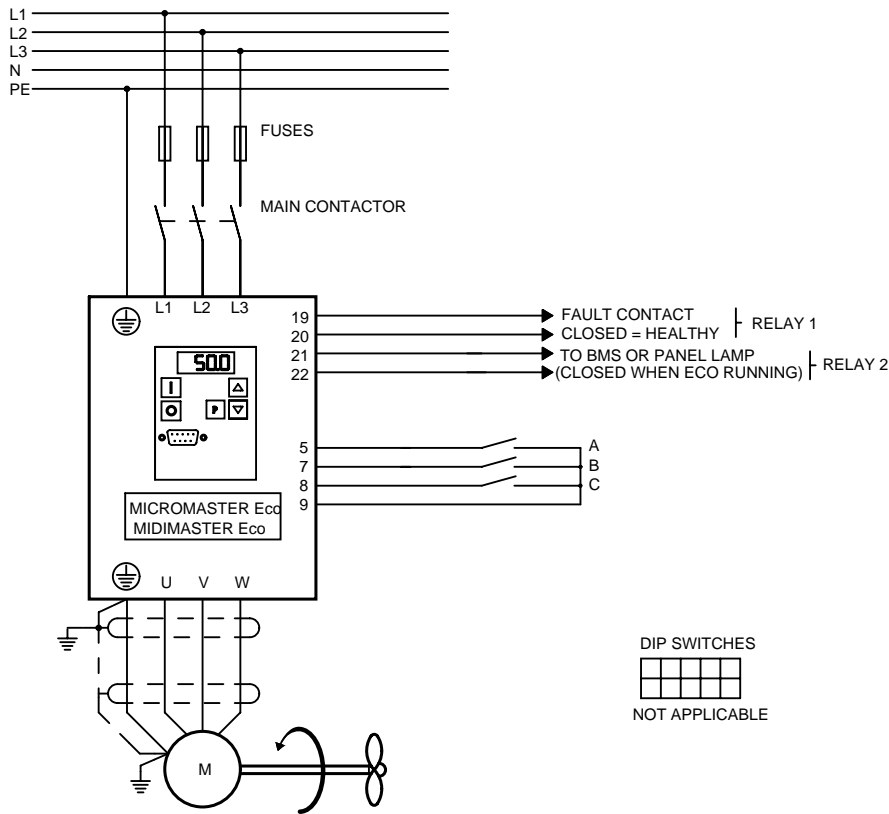 L1
L2
L3
N
PE
FUSES
MAIN CONTACTOR
L1 L2 L3
19 FAULT CONTACT
20 CLOSED = HEALTHY
RELAY 1
21 TO BMS OR PANEL LAMP
22 (CLOSED WHEN ECO RUNNING)
RELAY 2
50.0
I
O
P
5 A
7 B
8 C
9
MICROMASTER Eco
MIDIMASTER Eco
U V W
DIP SWITCHES
NOT APPLICABLE
M